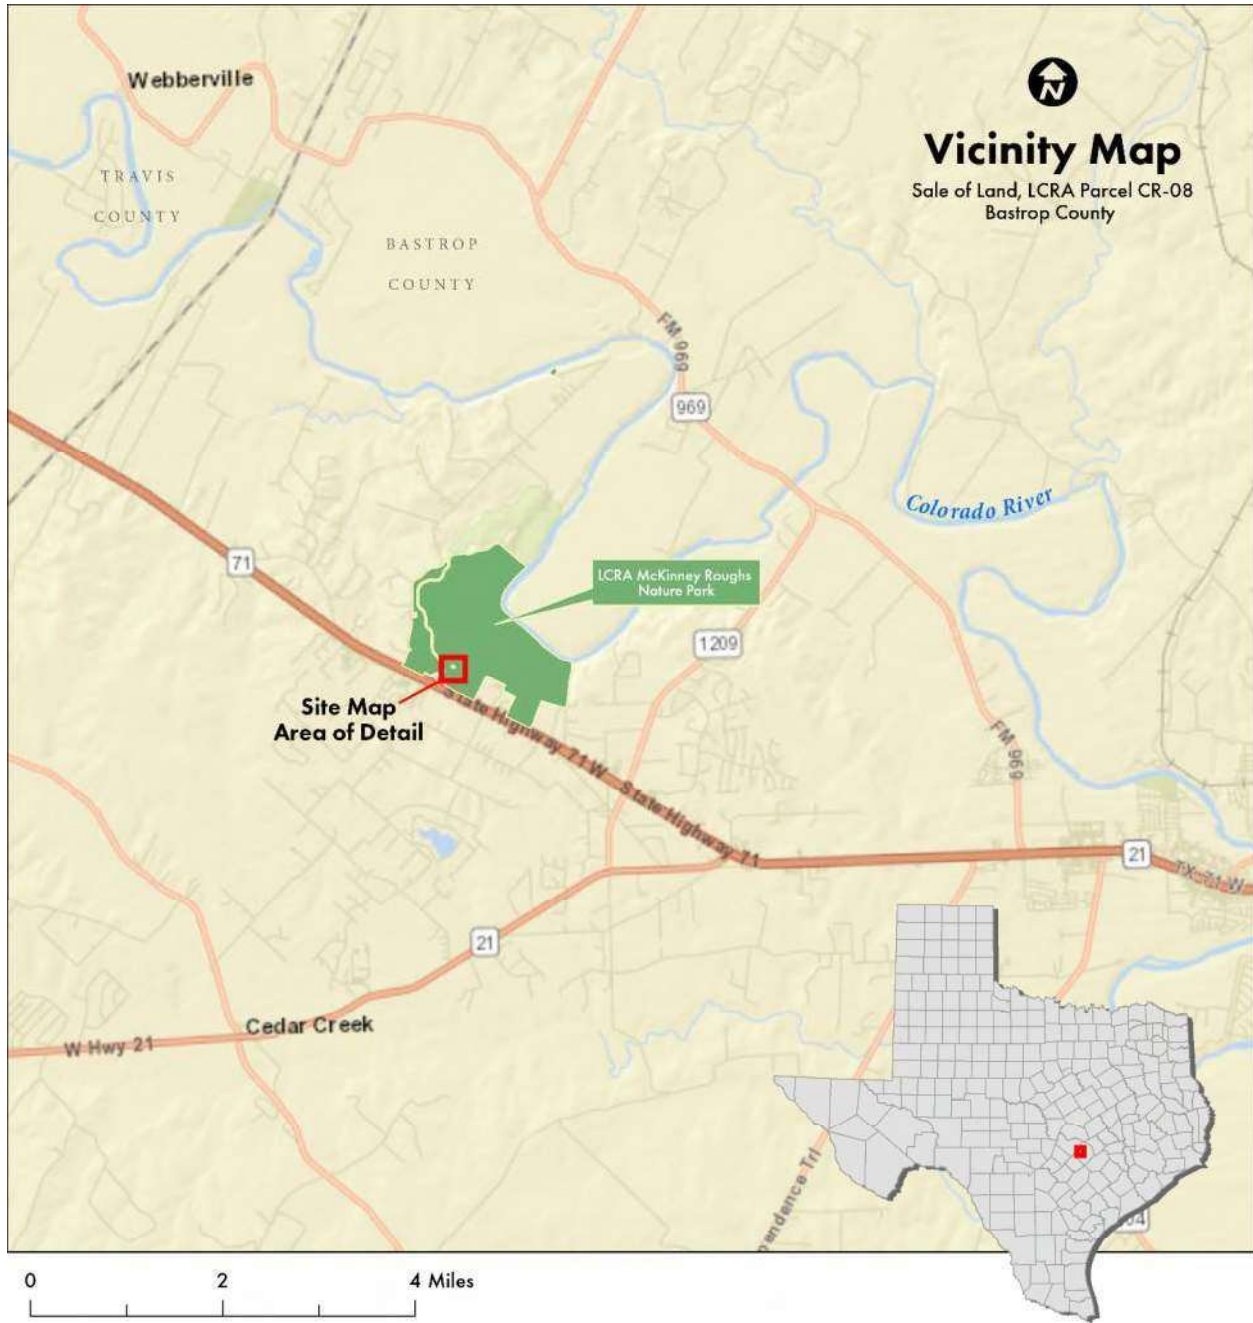 Webberville
N
Vicinity Map
Sale of Land, LCRA Parcel CR-08
Bastrop County
TRAVIS
COUNTY
BASTROP
COUNTY
FM 969
969
Colorado River
71
LCRA McKinney Roughs
Nature Park
1209
Site Map
Area of Detail
State Highway 71 W
State Highway 71
FM 969
21
TX 71 W
21
Cedar Creek
W Hwy 21
pendence Trl
0
2
4 Miles